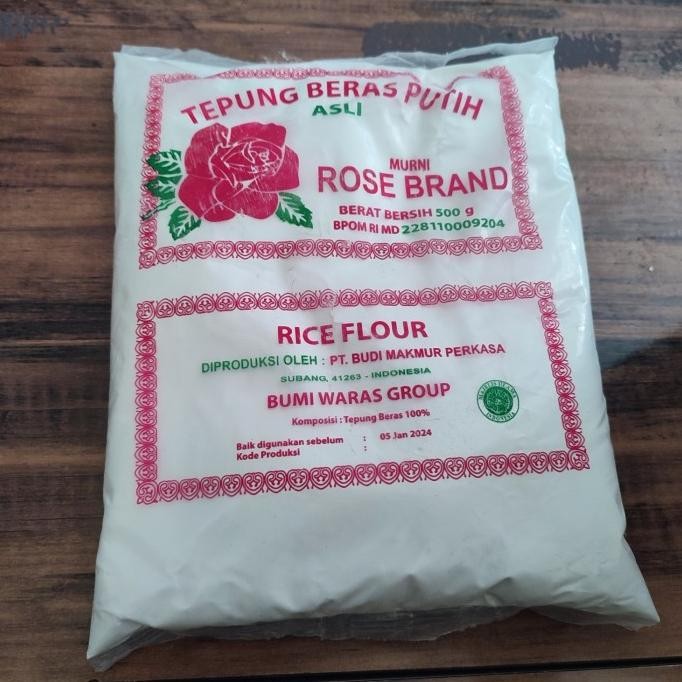 TEPUNG BERAS PUTIH
ASLI
MURNI
ROSE BRAND
BERAT BERSIH 500 g
BPOM RI MD 228110009204
RICE FLOUR
DIPRODUKSI OLEH : PT. BUDI MAKMUR PERKASA
SUBANG, 41263 - INDONESIA
BUMI WARAS GROUP
Komposisi : Tepung Beras 100%
Baik digunakan sebelum : 05 Jan 2024
Kode Produksi :